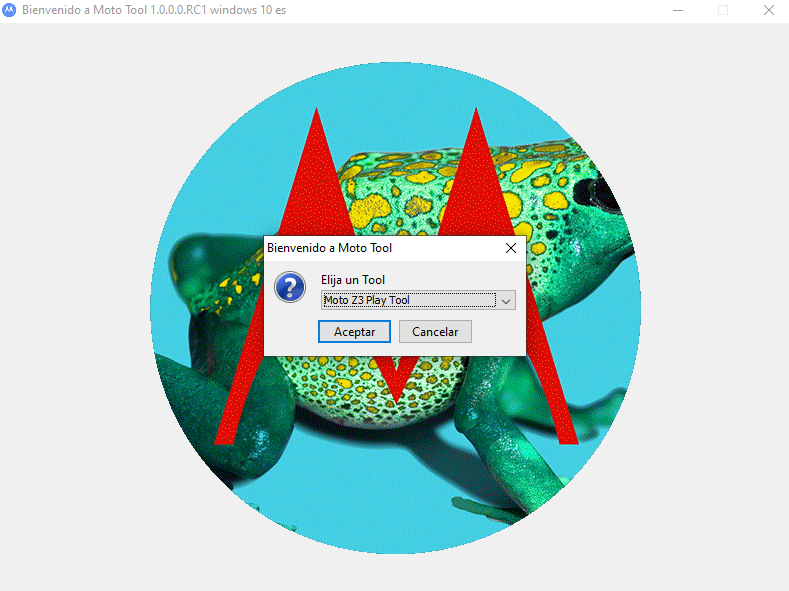 Bienvenido a Moto Tool 1.0.0.0.RC1 windows 10 es
Bienvenido a Moto Tool
Elija un Tool
Moto Z3 Play Tool
Aceptar
Cancelar